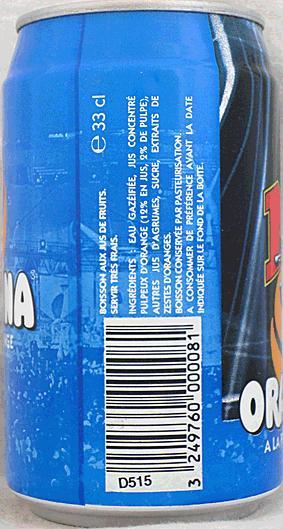 BOISSON AUX JUS DE FRUITS.
SERVIR TRÈS FRAIS.
INGRÉDIENTS : EAU GAZÉIFIÉE, JUS CONCENTRÉ
PULPEUX D'ORANGE (12% EN JUS, 2% DE PULPE),
AUTRES JUS D'AGRUMES, SUCRE, EXTRAITS DE
ZESTES D'ORANGES.
BOISSON CONSERVÉE PAR PASTEURISATION.
A CONSOMMER DE PRÉFÉRENCE AVANT LA DATE
INDIQUÉE SUR LE FOND DE LA BOITE.
e 33 cl
3 249760 000081
D515
NA
ORA
A LA